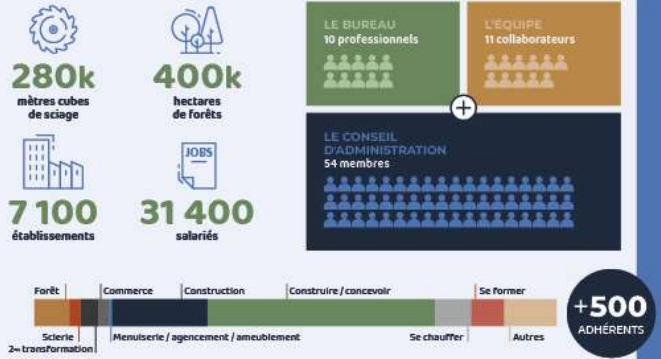 280k
mètres cubes
de sciage
400k
hectares
de forêts
7 100
établissements
JOBS
31 400
salariés
LE BUREAU
10 professionnels
L'ÉQUIPE
11 collaborateurs
+
LE CONSEIL
D'ADMINISTRATION
54 membres
Forêt
Commerce
Construction
Construire / concevoir
Se former
Scierie
2ème transformation
Menuiserie / agencement / ameublement
Se chauffer
Autres
+500
ADHÉRENTS